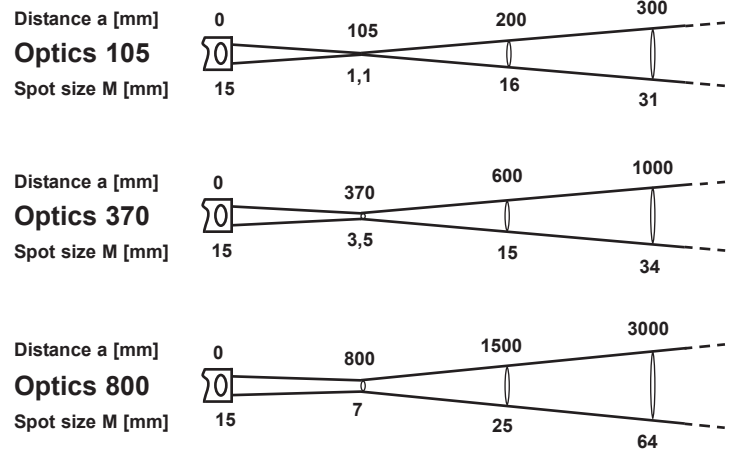 Distance a [mm] 0 105 200 300
Optics 105
Spot size M [mm] 15 1,1 16 31
Distance a [mm] 0 370 600 1000
Optics 370
Spot size M [mm] 15 3,5 15 34
Distance a [mm] 0 800 1500 3000
Optics 800
Spot size M [mm] 15 7 25 64